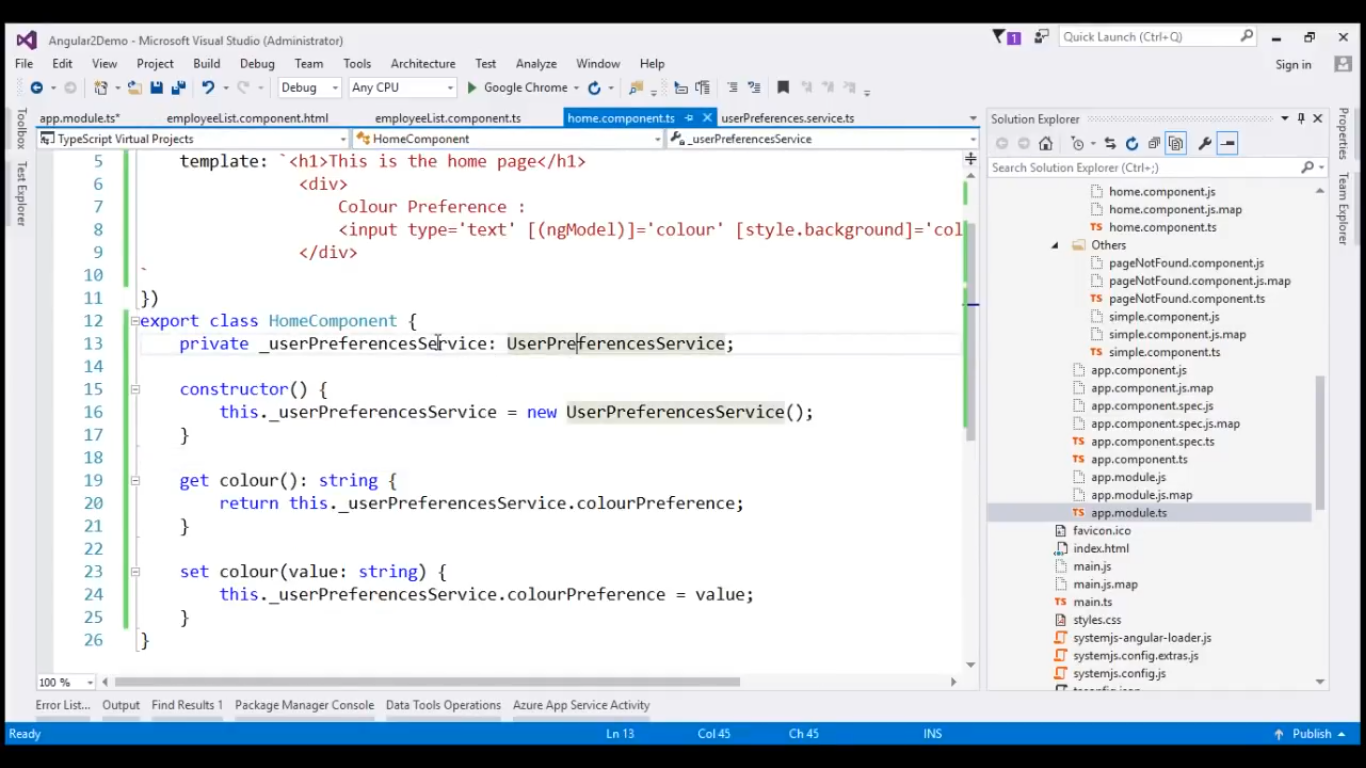 Angular2Demo - Microsoft Visual Studio (Administrator)
1
Quick Launch (Ctrl+Q)
File Edit View Project Build Debug Team Tools Architecture Test Analyze Window Help
Sign in
Debug Any CPU Google Chrome
app.module.ts* employeeList.component.html employeeList.component.ts home.component.ts userPreferences.service.ts
TypeScript Virtual Projects HomeComponent _userPreferencesService
Toolbox
Test Explorer
5 template: `<h1>This is the home page</h1>
6 <div>
7 Colour Preference :
8 <input type='text' [(ngModel)]='colour' [style.background]='col
9 </div>
10 `
11 })
12 export class HomeComponent {
13 private _userPreferencesService: UserPreferencesService;
14
15 constructor() {
16 this._userPreferencesService = new UserPreferencesService();
17 }
18
19 get colour(): string {
20 return this._userPreferencesService.colourPreference;
21 }
22
23 set colour(value: string) {
24 this._userPreferencesService.colourPreference = value;
25 }
26 }
100 %
Solution Explorer
Search Solution Explorer (Ctrl+;)
home.component.js
home.component.js.map
TS home.component.ts
Others
pageNotFound.component.js
pageNotFound.component.js.map
TS pageNotFound.component.ts
simple.component.js
simple.component.js.map
TS simple.component.ts
app.component.js
app.component.js.map
app.component.spec.js
app.component.spec.js.map
TS app.component.spec.ts
TS app.component.ts
app.module.js
app.module.js.map
TS app.module.ts
favicon.ico
index.html
main.js
main.js.map
TS main.ts
styles.css
systemjs-angular-loader.js
systemjs.config.extras.js
systemjs.config.js
Properties
Team Explorer
Error List... Output Find Results 1 Package Manager Console Data Tools Operations Azure App Service Activity
Ready Ln 13 Col 45 Ch 45 INS Publish